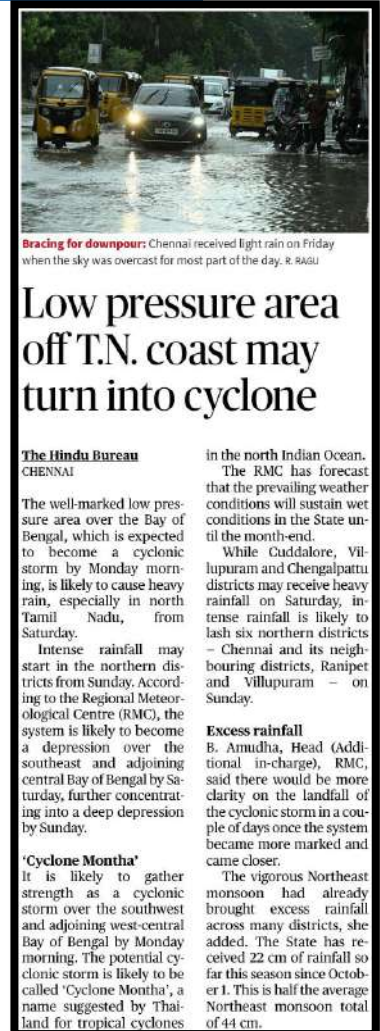 Bracing for downpour: Chennai received light rain on Friday
when the sky was overcast for most part of the day. R. RAGU
Low pressure area
off T.N. coast may
turn into cyclone
The Hindu Bureau
CHENNAI
The well-marked low pres-
sure area over the Bay of
Bengal, which is expected
to become a cyclonic
storm by Monday morn-
ing, is likely to cause heavy
rain, especially in north
Tamil Nadu, from
Saturday.
Intense rainfall may
start in the northern dis-
tricts from Sunday. Accord-
ing to the Regional Meteor-
ological Centre (RMC), the
system is likely to become
a depression over the
southeast and adjoining
central Bay of Bengal by Sa-
turday, further concentrat-
ing into a deep depression
by Sunday.
‘Cyclone Montha’
It is likely to gather
strength as a cyclonic
storm over the southwest
and adjoining west-central
Bay of Bengal by Monday
morning. The potential cy-
clonic storm is likely to be
called ‘Cyclone Montha’, a
name suggested by Thai-
land for tropical cyclones
in the north Indian Ocean.
The RMC has forecast
that the prevailing weather
conditions will sustain wet
conditions in the State un-
til the month-end.
While Cuddalore, Vil-
lupuram and Chengalpattu
districts may receive heavy
rainfall on Saturday, in-
tense rainfall is likely to
lash six northern districts
– Chennai and its neigh-
bouring districts, Ranipet
and Villupuram – on
Sunday.
Excess rainfall
B. Amudha, Head (Addi-
tional in-charge), RMC,
said there would be more
clarity on the landfall of
the cyclonic storm in a cou-
ple of days once the system
became more marked and
came closer.
The vigorous Northeast
monsoon had already
brought excess rainfall
across many districts, she
added. The State has re-
ceived 22 cm of rainfall so
far this season since Octob-
er 1. This is half the average
Northeast monsoon total
of 44 cm.